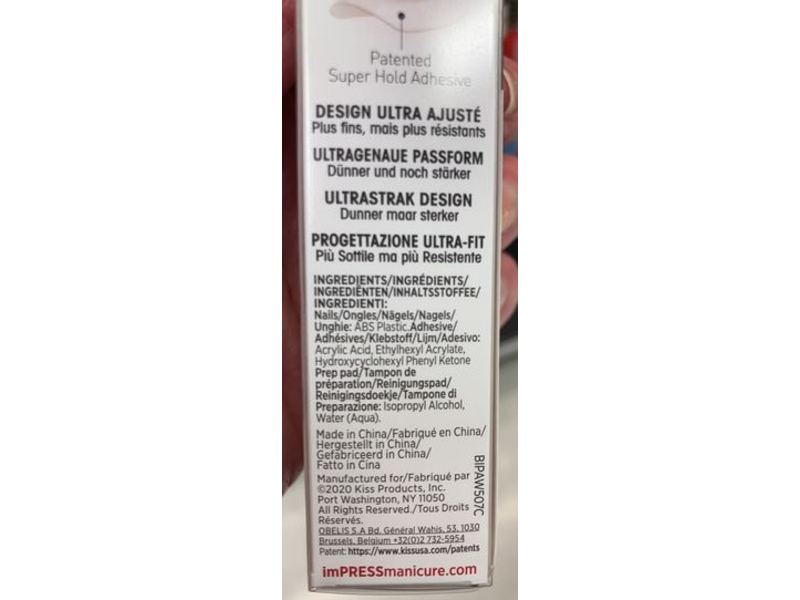 Patented
Super Hold Adhesive
DESIGN ULTRA AJUSTÉ
Plus fins, mais plus résistants
ULTRAGENAUE PASSFORM
Dünner und noch stärker
ULTRASTRAK DESIGN
Dunner maar sterker
PROGETTAZIONE ULTRA-FIT
Più Sottile ma più Resistente
INGREDIENTS/INGRÉDIENTS/
INGREDIËNTEN/INHALTSSTOFFEE/
INGREDIENTI:
Nails/Ongles/Nägels/Nagels/
Unghie: ABS Plastic.Adhesive/
Adhésives/Klebstoff/Lijm/Adesivo:
Acrylic Acid, Ethylhexyl Acrylate,
Hydroxycyclohexyl Phenyl Ketone
Prep pad/Tampon de
préparation/Reinigungspad/
Reinigingsdoekje/Tampone di
Preparazione: Isopropyl Alcohol,
Water (Aqua).
Made in China/Fabriqué en China/
Hergestellt in China/
Gefabriceerd in China/
Fatto in Cina
Manufactured for/Fabriqué par
©2020 Kiss Products, Inc.
Port Washington, NY 11050
All Rights Reserved./Tous Droits
Réservés.
OBELIS S.A Bd. Général Wahis, 53, 1030
Brussels, Belgium +32(0)2 732-5954
Patent: https://www.kissusa.com/patents
BIPAW507C
imPRESSmanicure.com